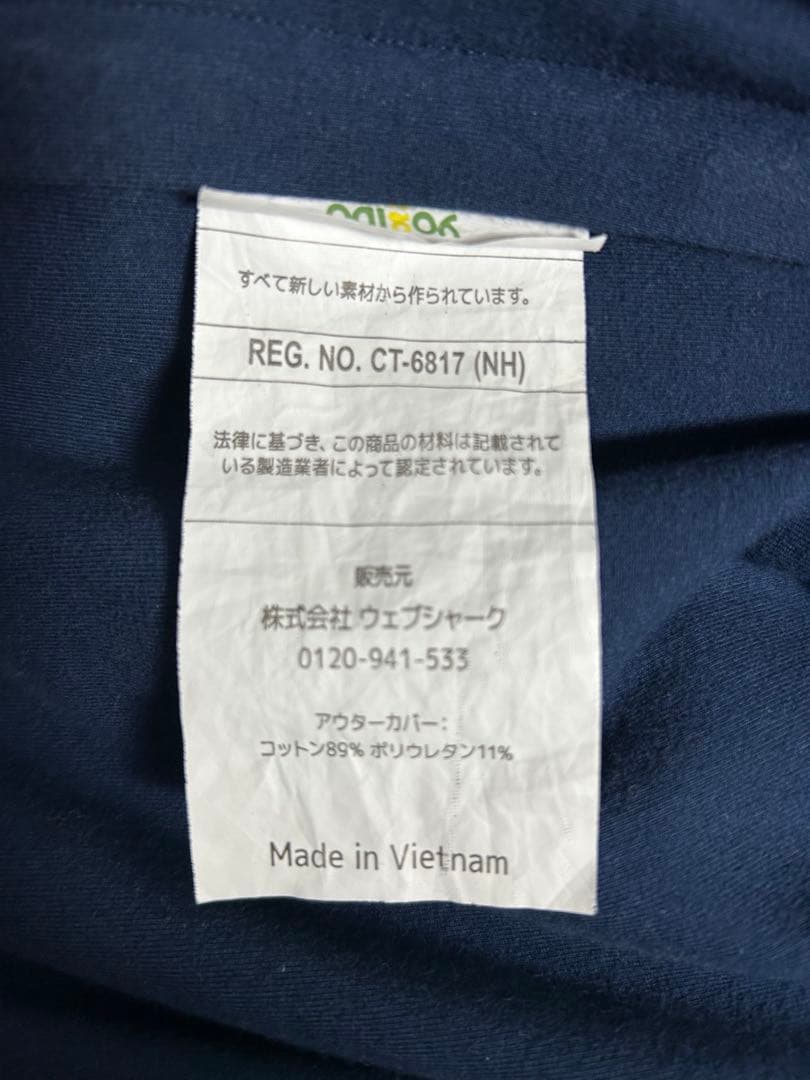 すべて新しい素材から作られています。
REG. NO. CT-6817 (NH)
法律に基づき、この商品の材料は記載されて
いる製造業者によって認定されています。
販売元
株式会社 ウェブシャーク
0120-941-533
アウターカバー：
コットン89% ポリウレタン11%
Made in Vietnam